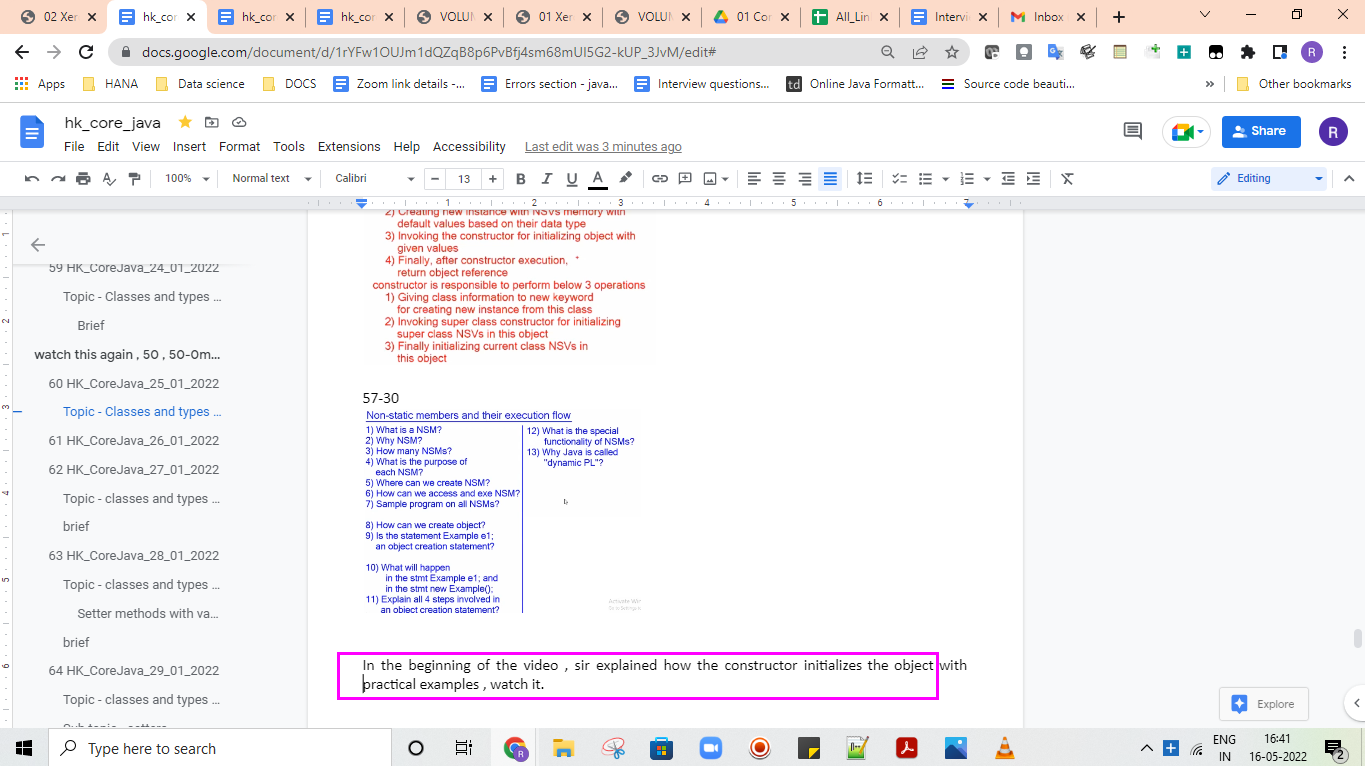 02 Xer
hk_cor
hk_cor
hk_cor
VOLUI
01 Xer
VOLUI
01 Cor
All_Lin
Intervi
Inbox
docs.google.com/document/d/1rYFw1OUJm1dQZqB8p6PvBfj4sm68mUI5G2-kUP_3JvM/edit#
R
Apps
HANA
Data science
DOCS
Zoom link details -...
Errors section - java...
Interview questions...
td Online Java Formatt...
Source code beauti...
»
Other bookmarks
hk_core_java
File Edit View Insert Format Tools Extensions Help Accessibility Last edit was 3 minutes ago
Share
R
100% Normal text Calibri 13 B I U A Editing
1 2 3 4 5 6 7
59 HK_CoreJava_24_01_2022
Topic - Classes and types ...
Brief
watch this again , 50 , 50-0m...
60 HK_CoreJava_25_01_2022
Topic - Classes and types ...
61 HK_CoreJava_26_01_2022
62 HK_CoreJava_27_01_2022
Topic - classes and types ...
brief
63 HK_CoreJava_28_01_2022
Topic - classes and types ...
Setter methods with va...
brief
64 HK_CoreJava_29_01_2022
Topic - classes and types ...
Sub topic - setters
2) Creating new instance with NSVs memory with
default values based on their data type
3) Invoking the constructor for initializing object with
given values
4) Finally, after constructor execution,
return object reference
constructor is responsible to perform below 3 operations
1) Giving class information to new keyword
for creating new instance from this class
2) Invoking super class constructor for initializing
super class NSVs in this object
3) Finally initializing current class NSVs in
this object
57-30
Non-static members and their execution flow
1) What is a NSM?
2) Why NSM?
3) How many NSMs?
4) What is the purpose of
each NSM?
5) Where can we create NSM?
6) How can we access and exe NSM?
7) Sample program on all NSMs?
8) How can we create object?
9) Is the statement Example e1;
an object creation statement?
10) What will happen
in the stmt Example e1; and
in the stmt new Example();
11) Explain all 4 steps involved in
an object creation statement?
12) What is the special
functionality of NSMs?
13) Why Java is called
"dynamic PL"?
In the beginning of the video , sir explained how the constructor initializes the object with
practical examples , watch it.
Explore
Type here to search
ENG
IN
16:41
16-05-2022
2